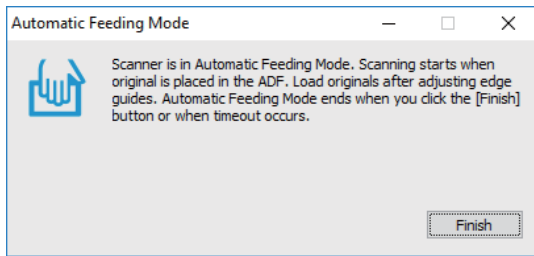 Automatic Feeding Mode
Scanner is in Automatic Feeding Mode. Scanning starts when
original is placed in the ADF. Load originals after adjusting edge
guides. Automatic Feeding Mode ends when you click the [Finish]
button or when timeout occurs.
Finish